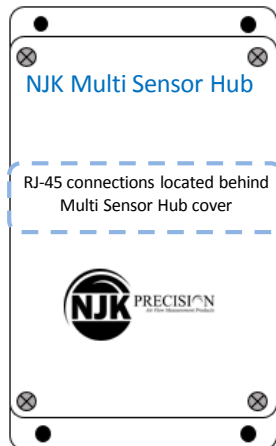 NJK Multi Sensor Hub
RJ-45 connections located behind
Multi Sensor Hub cover
NJK PRECISION
Air Flow Measurement Products